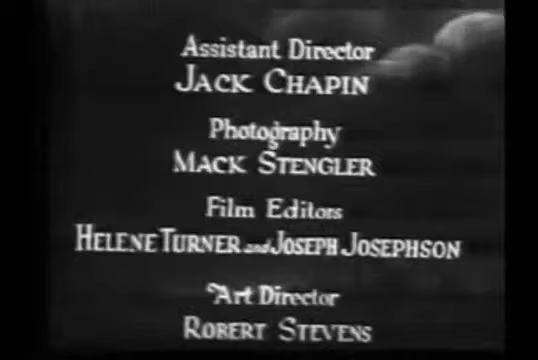 Assistant Director
JACK CHAPIN
Photography
MACK STENGLER
Film Editors
HELENE TURNER and JOSEPH JOSEPHSON
Art Director
ROBERT STEVENS